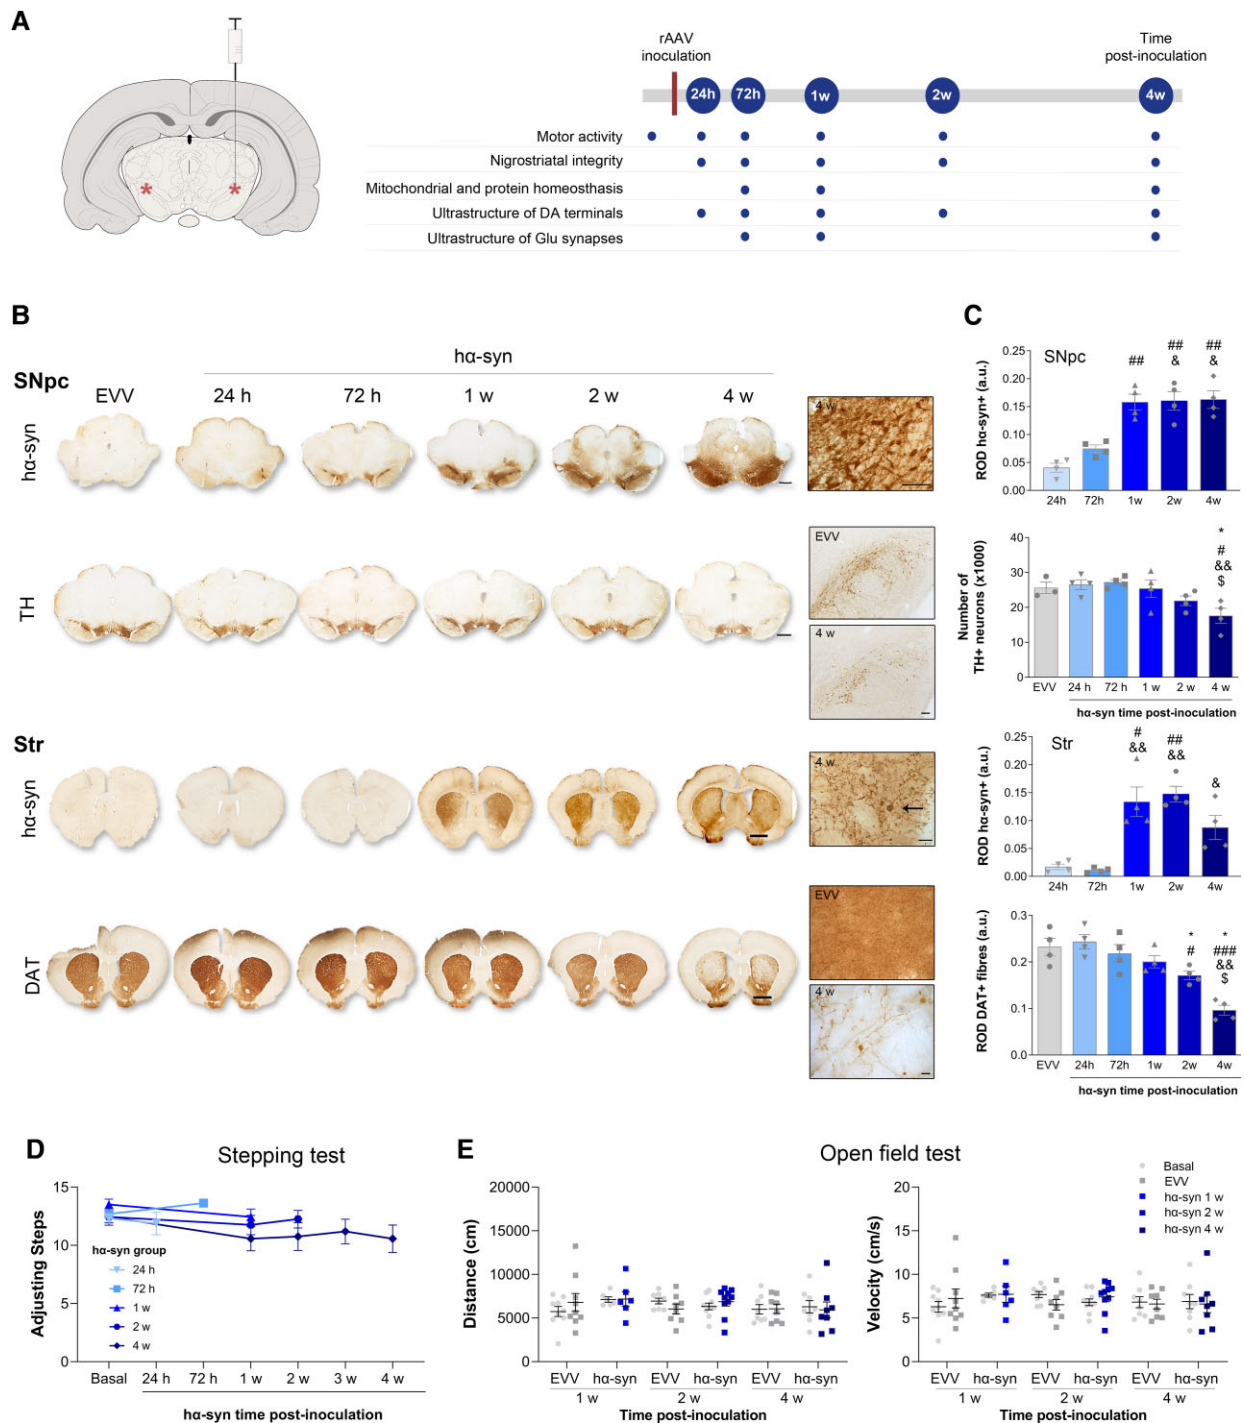 A
rAAV
inoculation
Time
post-inoculation
24h 72h 1w 2w 4w
Motor activity
Nigrostriatal integrity
Mitochondrial and protein homeosthasis
Ultrastructure of DA terminals
Ultrastructure of Glu synapses
* *
B
hα-syn
SNpc
EVV 24 h 72 h 1 w 2 w 4 w
hα-syn
4 w
TH
EVV
4 w
Str
hα-syn
4 w
DAT
EVV
4 w
C
SNpc
ROD hα-syn+ (a.u.)
0.25
0.20
0.15
0.10
0.05
0.00
## ## ##
& &
24h 72h 1w 2w 4w
Number of
TH+ neurons (x1000)
40
30
20
10
0
*
#
&&
$
EVV 24 h 72 h 1 w 2 w 4 w
hα-syn time post-inoculation
Str
ROD hα-syn+ (a.u.)
0.25
0.20
0.15
0.10
0.05
0.00
# ##
&& && &
24h 72h 1w 2w 4w
ROD DAT+ fibres (a.u.)
0.3
0.2
0.1
0.0
* *
# ###
&&
$
EVV 24h 72h 1w 2w 4w
hα-syn time post-inoculation
D
Stepping test
Adjusting Steps
15
10
5
0
hα-syn group
24 h
72 h
1 w
2 w
4 w
Basal 24 h 72 h 1 w 2 w 3 w 4 w
hα-syn time post-inoculation
E
Open field test
Distance (cm)
20000
15000
10000
5000
0
EVV hα-syn EVV hα-syn EVV hα-syn
1 w 2 w 4 w
Time post-inoculation
Velocity (cm/s)
20
15
10
5
0
Basal
EVV
hα-syn 1 w
hα-syn 2 w
hα-syn 4 w
EVV hα-syn EVV hα-syn EVV hα-syn
1 w 2 w 4 w
Time post-inoculation